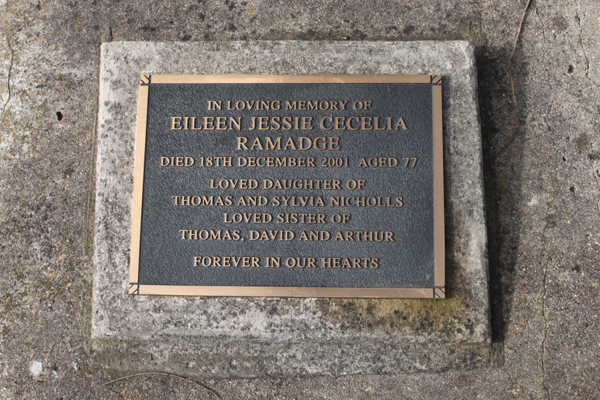 IN LOVING MEMORY OF
EILEEN JESSIE CECELIA
RAMADGE
DIED 18TH DECEMBER 2001 AGED 77
LOVED DAUGHTER OF
THOMAS AND SYLVIA NICHOLLS
LOVED SISTER OF
THOMAS, DAVID AND ARTHUR
FOREVER IN OUR HEARTS